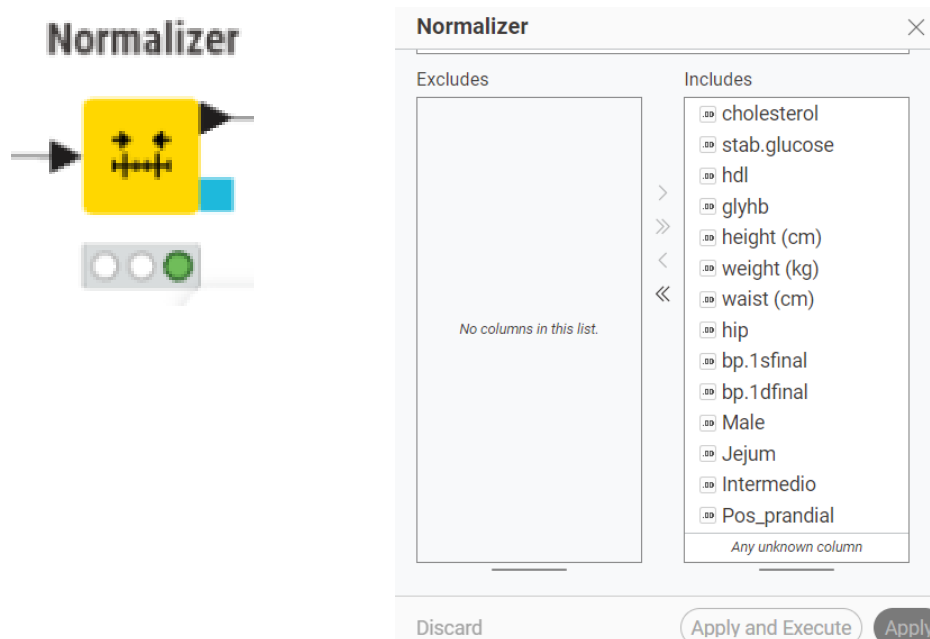 Normalizer
Normalizer
Excludes
Includes
No columns in this list.
cholesterol
stab.glucose
hdl
glyhb
height (cm)
weight (kg)
waist (cm)
hip
bp.1sfinal
bp.1dfinal
Male
Jejum
Intermedio
Pos_prandial
Any unknown column
Discard
Apply and Execute
Apply